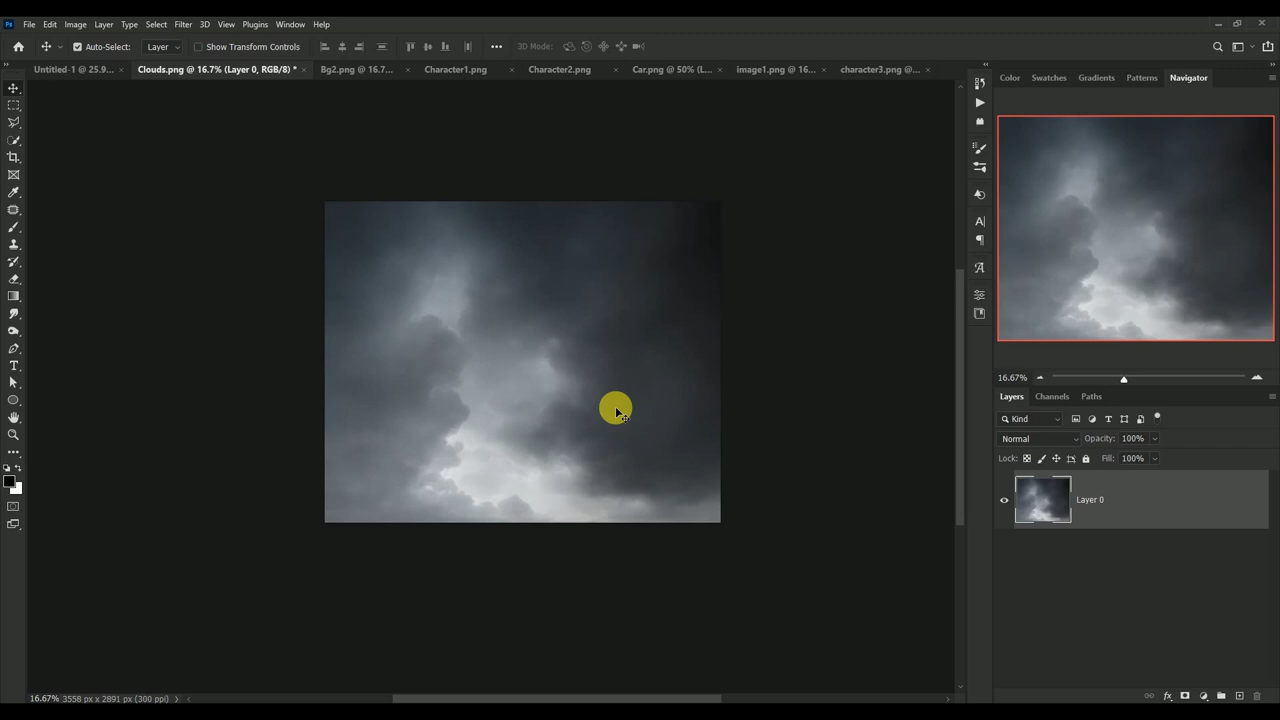 Ps File Edit Image Layer Type Select Filter 3D View Plugins Window Help
Auto-Select: Layer Show Transform Controls 3D Mode:
Untitled-1 @ 25.9... Clouds.png @ 16.7% (Layer 0, RGB/8) * Bg2.png @ 16.7... Character1.png Character2.png Car.png @ 50% (L... image1.png @ 16... character3.png @...
Color Swatches Gradients Patterns Navigator
16.67%
Layers Channels Paths
Kind
Normal Opacity: 100%
Lock: Fill: 100%
Layer 0
16.67% 3558 px x 2891 px (300 ppi)